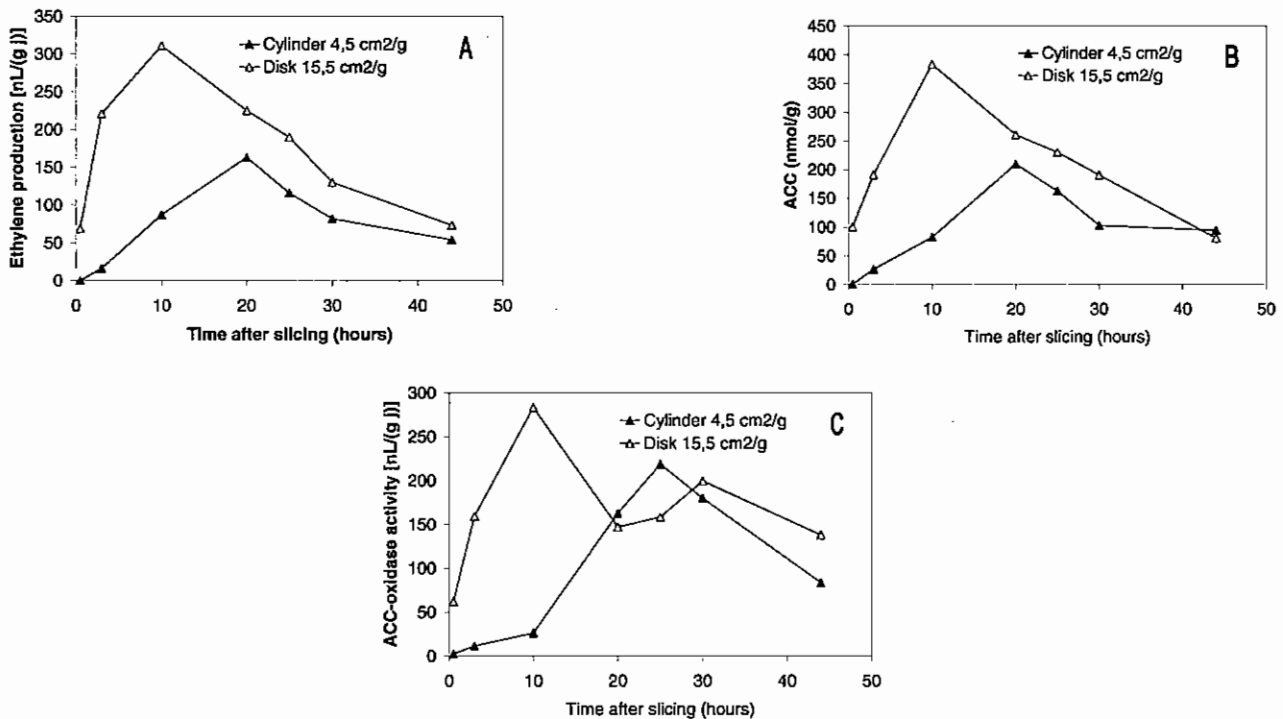 A
Ethylene production [nL/(g j)]
350
300
250
200
150
100
50
0
Cylinder 4,5 cm2/g
Disk 15,5 cm2/g
0 10 20 30 40 50
Time after slicing (hours)
B
ACC (nmol/g)
450
400
350
300
250
200
150
100
50
0
Cylinder 4,5 cm2/g
Disk 15,5 cm2/g
0 10 20 30 40 50
Time after slicing (hours)
C
ACC-oxidase activity [nL/(g j)]
300
250
200
150
100
50
0
Cylinder 4,5 cm2/g
Disk 15,5 cm2/g
0 10 20 30 40 50
Time after slicing (hours)